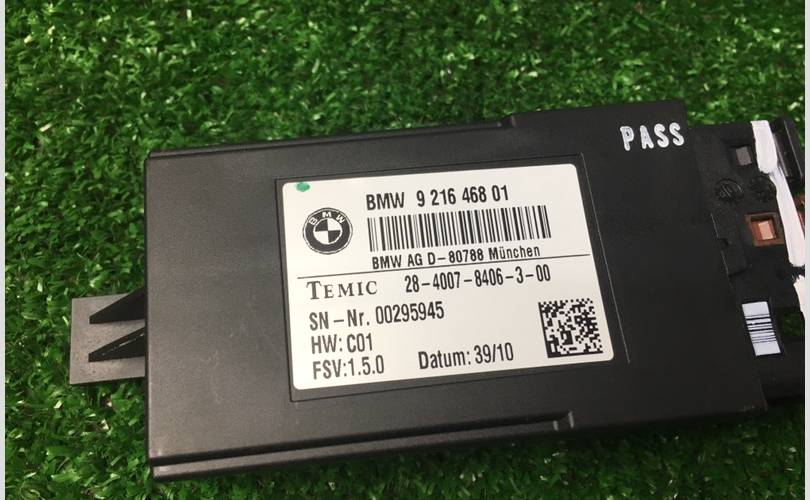 PASS
BMW 9 216 468 01
BMW
BMW AG D-80788 München
TEMIC 28-4007-8406-3-00
SN-Nr. 00295945
HW: C01
FSV:1.5.0 Datum: 39/10